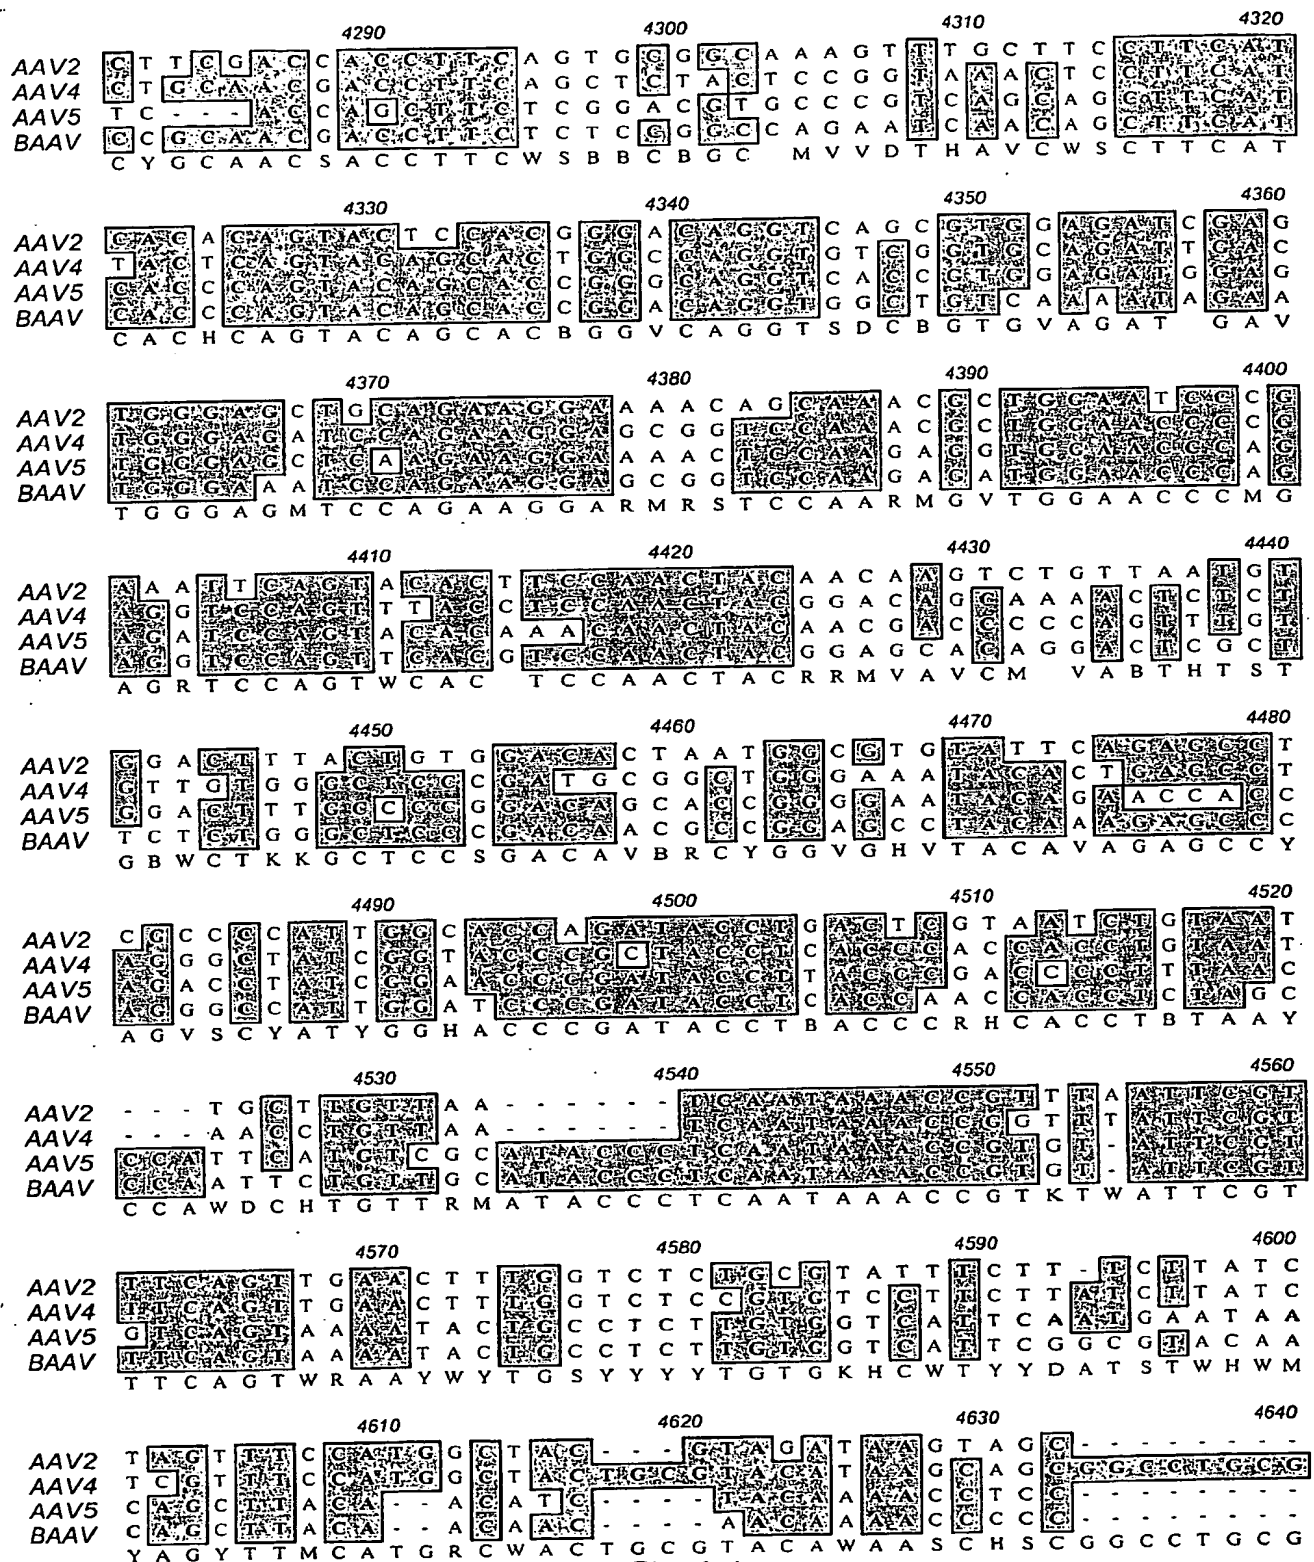 4290 4300 4310 4320
AAV2 C T T C G A C C A C C T T C A G T G C G G C A A A G T T T G C T T C C T T C A T
AAV4 C T G C A A C G A C C T T C A G C T C T A C T C C G G T A A A C T C C T T C A T
AAV5 T C - - - A C C A G C T T C T C G G A C G T G C C C G T C A G C A G C T T C A T
BAAV C C G C A A C G A C C T T C T C T C C G G C C A G A A T C A A C A G C T T C A T
C Y G C A A C S A C C T T C W S B B C B G C M V V D T H A V C W S C T T C A T
4330 4340 4350 4360
AAV2 C A C A C A G T A C T C C A C G G G A C A G G T C A G C G T G G A G A T C G A G
AAV4 T A C T C A G T A C A G C A C T G G C C A G G T G T C G G T G C A G A T T G A C
AAV5 C A C C C A G T A C A G C A C C G G G C A G G T C A C C G T G G A G A T G G A G
BAAV C A C C C A G T A C A G C A C C G G A C A G G T G G C T G T C A A A A T A G A A
C A C H C A G T A C A G C A C B G G V C A G G T S D C B G T G V A G A T G A V
4370 4380 4390 4400
AAV2 T G G G A G C T G C A G A A G G A A A A C A G C A A A C G C T G G A A T C C C G
AAV4 T G G G A G A T C C A G A A G G A G C G G T C C A A A C G C T G G A A C C C C G
AAV5 T G G G A G C T C A A G A A G G A A A A C T C C A A G A G G T G G A A C C C A G
BAAV T G G G A A A T C C A G A A G G A G C G G T C C A A G A G A T G G A A C C C A G
T G G G A G M T C C A G A A G G A R M R S T C C A A R M G V T G G A A C C C M G
4410 4420 4430 4440
AAV2 A A A T T C A G T A C A C T T C C A A C T A C A A C A A G T C T G T T A A T G T
AAV4 A G G T C C A G T T T A C C T C C A A C T A C G G A C A G C A A A A C T C T C T
AAV5 A G A T C C A G T A C A C A A A C A A C T A C A A C G A C C C C C A G T T T G T
BAAV A G G T C C A G T T C A C G T C C A A C T A C G G A G C A C A G G A C T C G C T
A G R T C C A G T W C A C T C C A A C T A C R R M V A V C M V A B T H T S T
4450 4460 4470 4480
AAV2 G G A C T T T A C T G T G G A C A C T A A T G G C G T G T A T T C A G A G C C T
AAV4 G T T G T G G G C T C C C G A T G C G G C T G G G A A A T A C A C T G A G C C T
AAV5 G G A C T T T G C C C C G G A C A G C A C C G G G G A A T A C A G A A C C A C C
BAAV T C T C T G G G C T C C C G A C A A C G C C G G A G C C T A C A A A G A G C C C
G B W C T K K G C T C C S G A C A V B R C Y G G V G H V T A C A V A G A G C C Y
4490 4500 4510 4520
AAV2 C G C C C C A T T G G C A C C A G A T A C C T G A C T C G T A A T C T G T A A T
AAV4 A G G G C T A T C G G T A C C C G C T A C C T C A C C C A C C A C C T G T A A T
AAV5 A G A C C T A T C G G A A C C C G A T A C C T T A C C C G A C C C C T T T A A C
BAAV A G G G C C A T T G G A T C C C G A T A C C T C A C C A A C C A C C T C T A G C
A G V S C Y A T Y G G H A C C C G A T A C C T B A C C C R H C A C C T B T A A Y
4530 4540 4550 4560
AAV2 - - - T G C T T G T T A A - - - - - - T C A A T A A A C C G T T T A A T T C G T
AAV4 - - - A A C C T G T T A A - - - - - - T C A A T A A A C C G G T T T A T T C G T
AAV5 C C A T T C A T G T C G C A T A C C C T C A A T A A A C C G T G T - A T T C G T
BAAV C C A A T T C T G T T G C A T A C C C T C A A T A A A C C G T G T - A T T C G T
C C A W D C H T G T T R M A T A C C C T C A A T A A A C C G T K T W A T T C G T
4570 4580 4590 4600
AAV2 T T C A G T T G A A C T T T G G T C T C T G C G T A T T T C T T - T C T T A T C
AAV4 T T C A G T T G A A C T T T G G T C T C C G T G T C C T T C T T A T C T T A T C
AAV5 G T C A G T A A A A T A C T G C C T C T T G T G G T C A T T C A A T G A A T A A
BAAV T T C A G T A A A A T A C T G C C T C T T G T G G T C A T T C G G C G T A C A A
T T C A G T W R A A Y W Y T G S Y Y Y Y T G T G K H C W T Y Y D A T S T W H W M
4610 4620 4630 4640
AAV2 T A G T T T C C A T G G C T A G - - - G T A G A T A A G T A G C - - - - - - - -
AAV4 T C G T T T C C A T G G C T A C T G C G T A C A T A A G C A G C G G C C T G C G
AAV5 C A G C T T A C A - - A C A T C - - - - T A C A A A A C C T C C - - - - - - - -
BAAV C A G C T T A C A - - A C A A C - - - - A A C A A A A C C C C C - - - - - - - -
Y A G Y T T M C A T G R C W A C T G C G T A C A W A A S C H S C G G C C T G C G